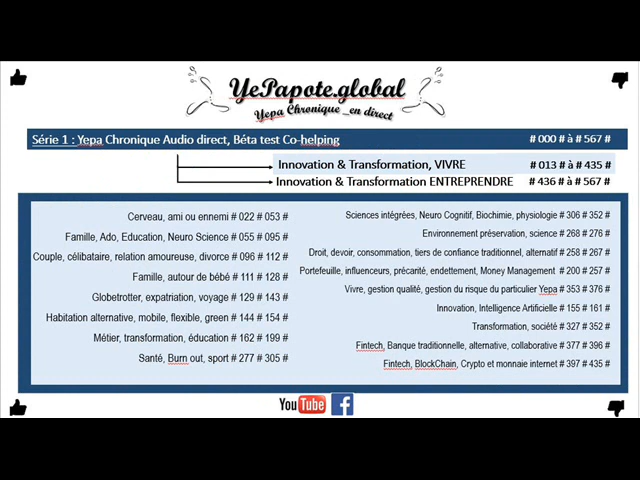 YePapote.global
Yepa Chronique _en direct
Série 1 : Yepa Chronique Audio direct, Béta test Co-helping # 000 # à # 567 #
Innovation & Transformation, VIVRE # 013 # à # 435 #
Innovation & Transformation ENTREPRENDRE # 436 # à # 567 #
Cerveau, ami ou ennemi # 022 # 053 #
Famille, Ado, Education, Neuro Science # 055 # 095 #
Couple, célibataire, relation amoureuse, divorce # 096 # 112 #
Famille, autour de bébé # 111 # 128 #
Globetrotter, expatriation, voyage # 129 # 143 #
Habitation alternative, mobile, flexible, green # 144 # 154 #
Métier, transformation, éducation # 162 # 199 #
Santé, Burn out, sport # 277 # 305 #
Sciences intégrées, Neuro Cognitif, Biochimie, physiologie # 306 # 352 #
Environnement préservation, science # 268 # 276 #
Droit, devoir, consommation, tiers de confiance traditionnel, alternatif # 258 # 267 #
Portefeuille, influenceurs, précarité, endettement, Money Management # 200 # 257 #
Vivre, gestion qualité, gestion du risque du particulier Yepa # 353 # 376 #
Innovation, Intelligence Artificielle # 155 # 161 #
Transformation, société # 327 # 352 #
Fintech, Banque traditionnelle, alternative, collaborative # 377 # 396 #
Fintech, BlockChain, Crypto et monnaie internet # 397 # 435 #
YouTube f